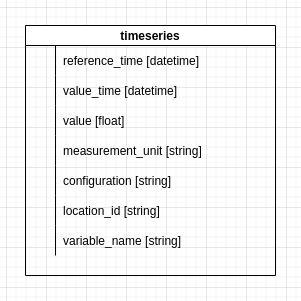 timeseries
reference_time [datetime]
value_time [datetime]
value [float]
measurement_unit [string]
configuration [string]
location_id [string]
variable_name [string]